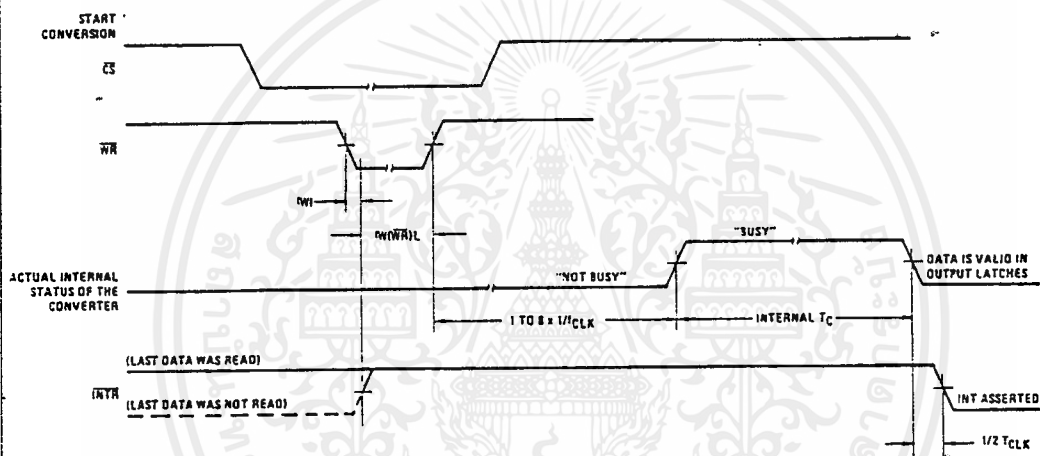 START
CONVERSION
CS
WR
tWI
tW(WR)L
"BUSY"
"NOT BUSY"
DATA IS VALID IN
OUTPUT LATCHES
ACTUAL INTERNAL
STATUS OF THE
CONVERTER
1 TO 8 x 1/fCLK
INTERNAL TC
(LAST DATA WAS READ)
INTR
(LAST DATA WAS NOT READ)
INT ASSERTED
1/2 TCLK